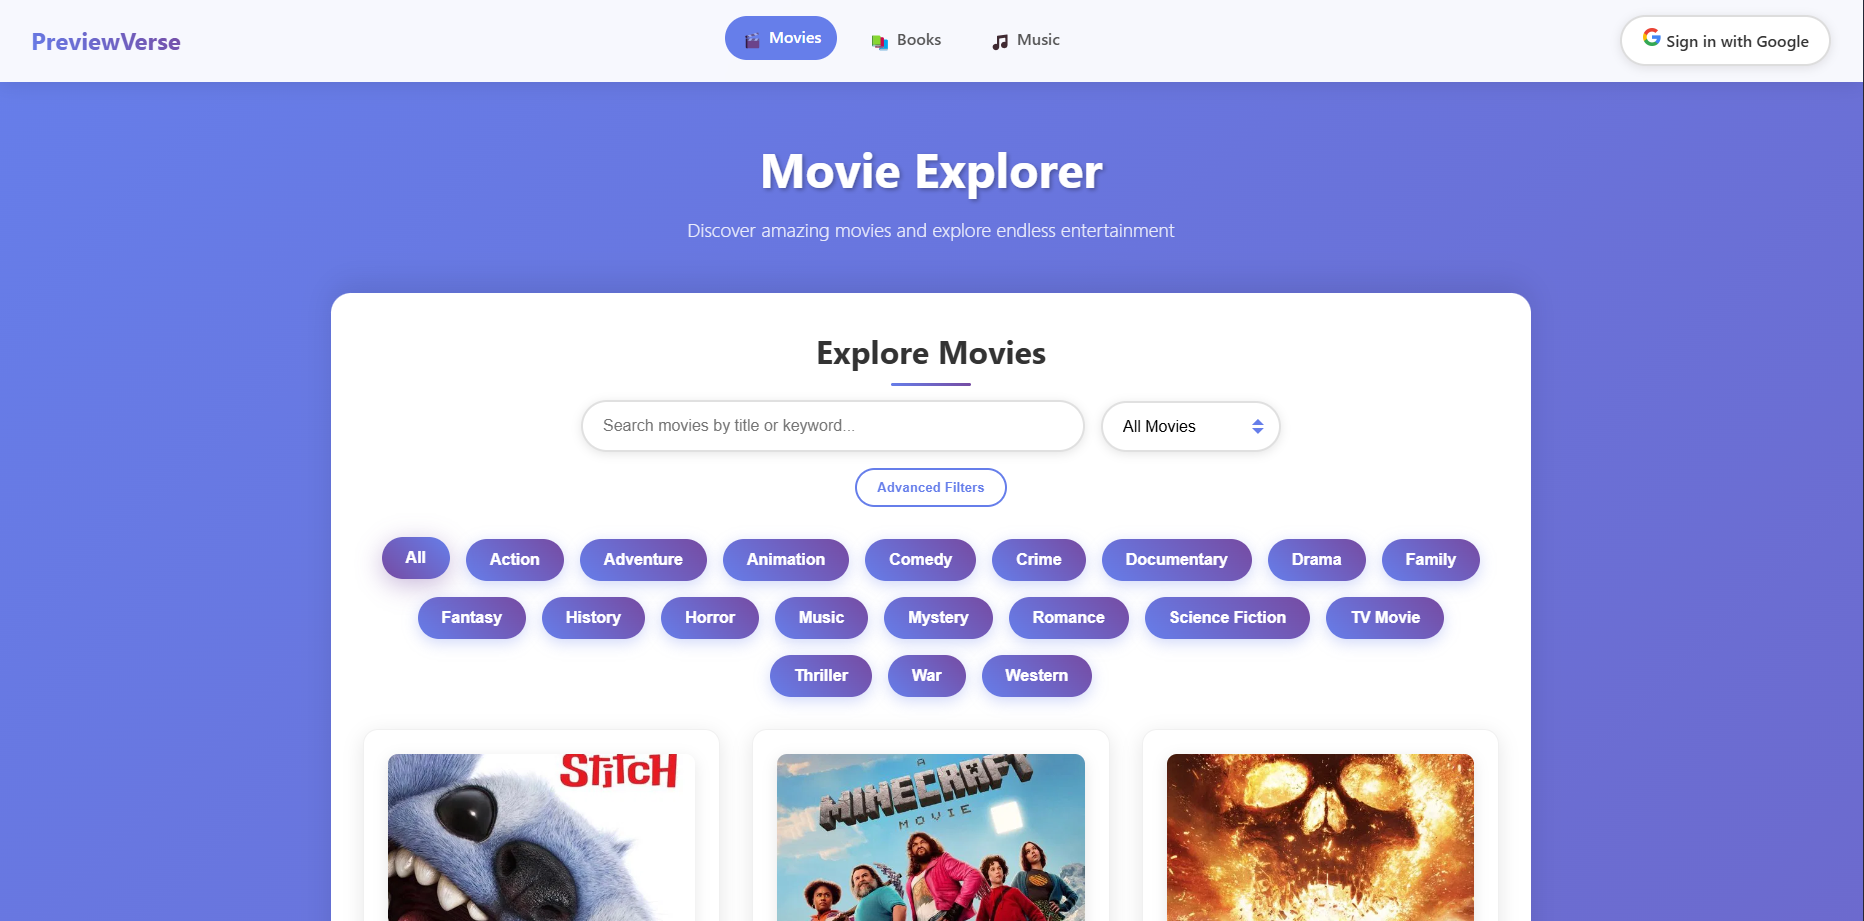 PreviewVerse
Movies
Books
Music
Sign in with Google
Movie Explorer
Discover amazing movies and explore endless entertainment
Explore Movies
Search movies by title or keyword...
All Movies
Advanced Filters
All
Action
Adventure
Animation
Comedy
Crime
Documentary
Drama
Family
Fantasy
History
Horror
Music
Mystery
Romance
Science Fiction
TV Movie
Thriller
War
Western
STiTCH
A
MINECRAFT
MOVIE